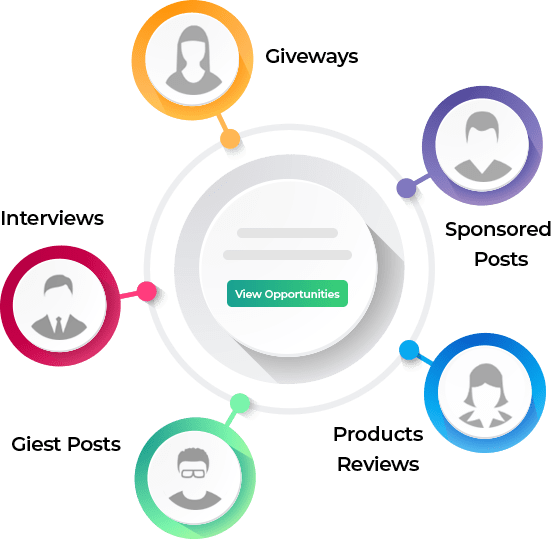 Giveways
Sponsored
Posts
Interviews
View Opportunities
Products
Reviews
Giest Posts